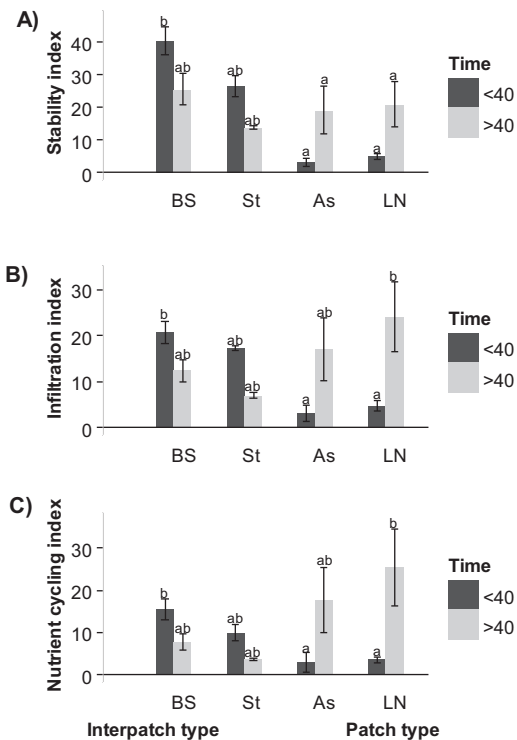 A)
Stability index
40
30
20
10
0
b
ab
ab
ab
a
a
a
a
BS St As LN
Time
<40
>40
B)
Infiltration index
30
20
10
0
b
ab
ab
ab
a
ab
a
b
BS St As LN
Time
<40
>40
C)
Nutrient cycling index
30
20
10
0
b
ab
ab
ab
a
ab
a
b
BS St As LN
Interpatch type Patch type
Time
<40
>40